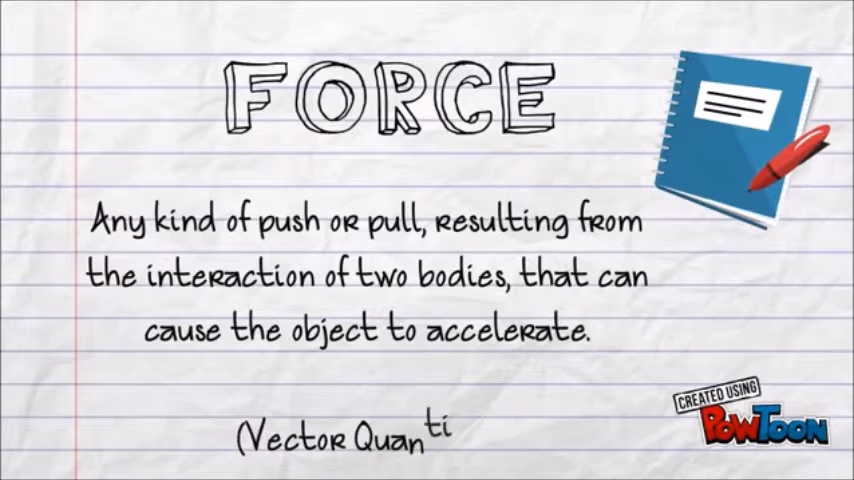 FORCE
Any kind of push or pull, resulting from
the interaction of two bodies, that can
cause the object to accelerate.
(Vector Quanti
CREATED USING
POWTOON